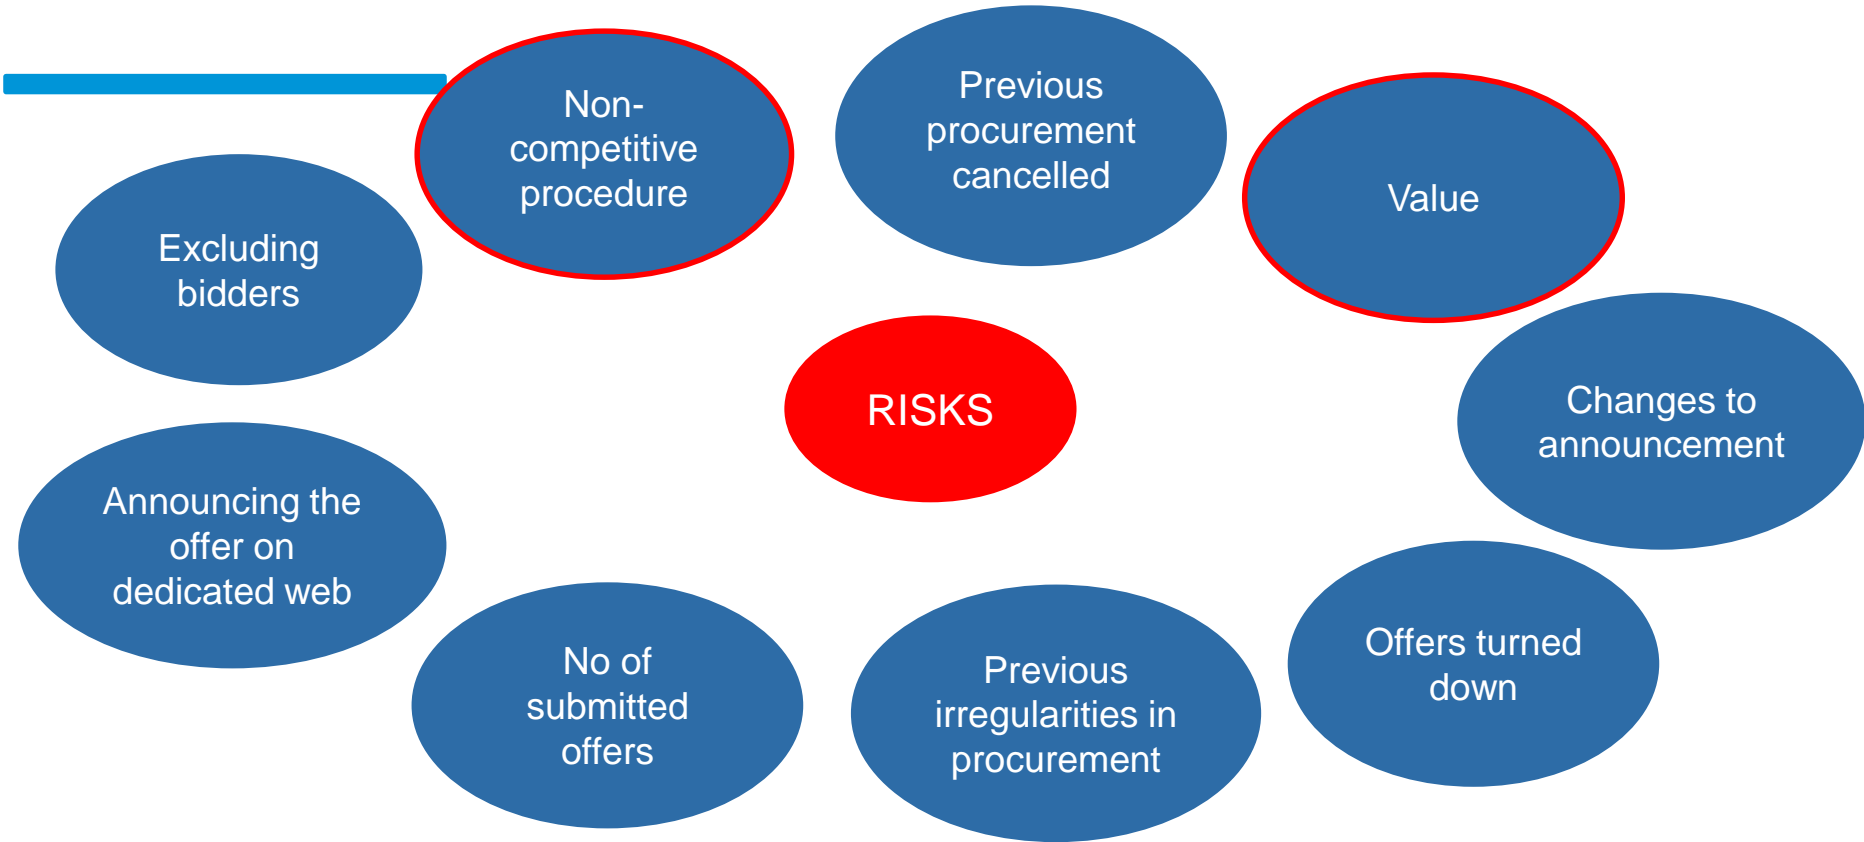 Non-
competitive
procedure
Previous
procurement
cancelled
Value
Excluding
bidders
RISKS
Changes to
announcement
Announcing the
offer on
dedicated web
No of
submitted
offers
Previous
irregularities in
procurement
Offers turned
down